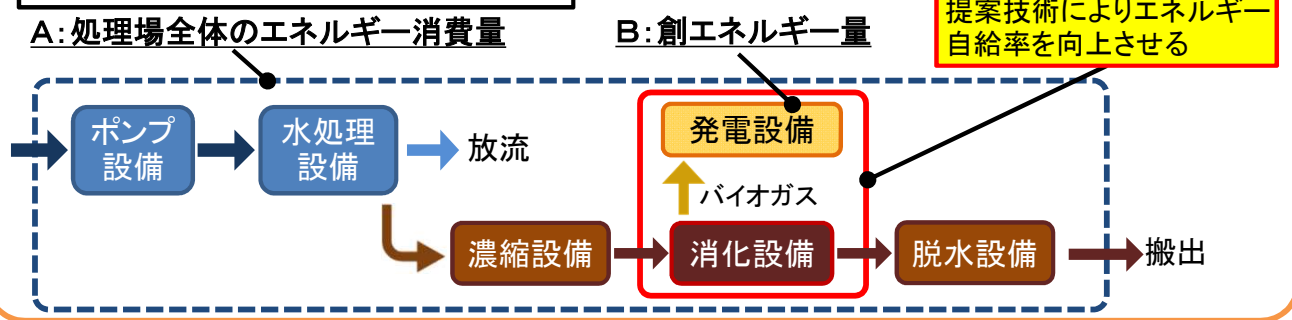 A:処理場全体のエネルギー消費量
B:創エネルギー量
提案技術によりエネルギー
自給率を向上させる
ポンプ
設備
水処理
設備
放流
発電設備
バイオガス
濃縮設備
消化設備
脱水設備
搬出